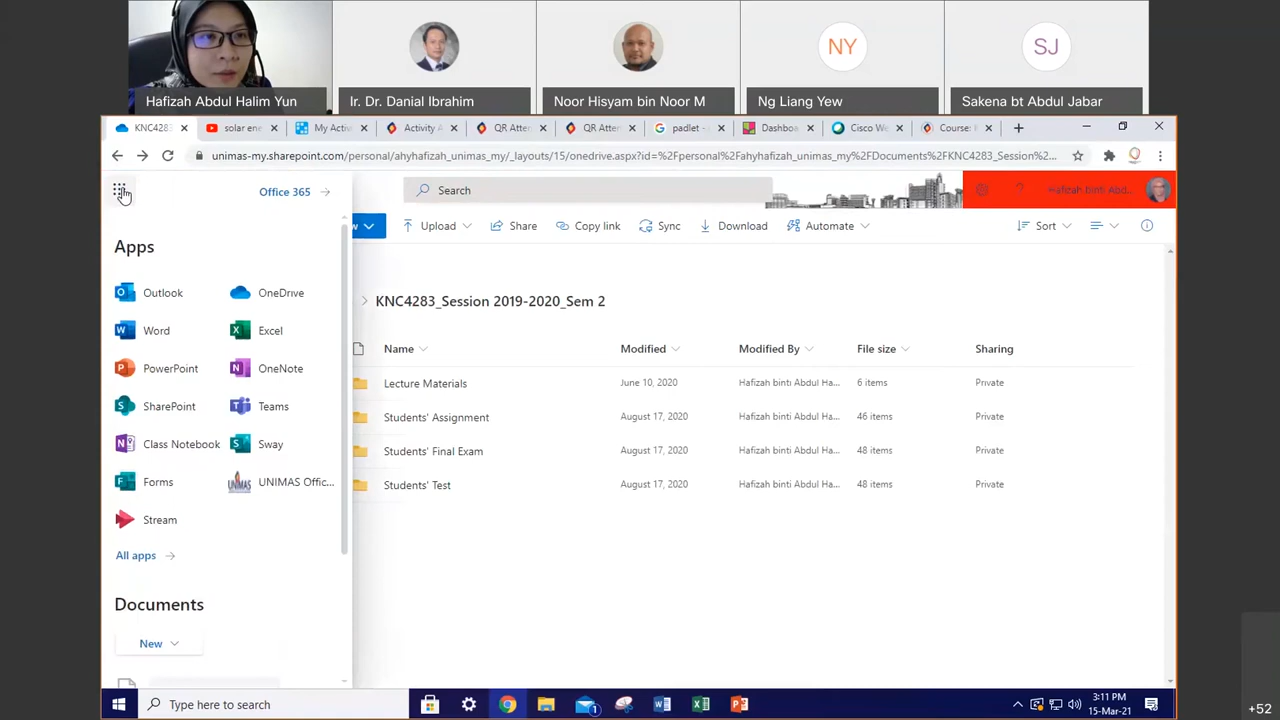 NY
SJ
Hafizah Abdul Halim Yun
Ir. Dr. Danial Ibrahim
Noor Hisyam bin Noor M
Ng Liang Yew
Sakena bt Abdul Jabar
KNC428
solar ene
My Activ
Activity A
QR Atten
QR Atten
padlet -
Dashboa
Cisco We
Course: I
unimas-my.sharepoint.com/personal/ahyhafizah_unimas_my/_layouts/15/onedrive.aspx?id=%2Fpersonal%2Fahyhafizah_unimas_my%2FDocuments%2FKNC4283_Session%2...
Office 365
Search
Hafizah binti Abd...
Upload
Share
Copy link
Sync
Download
Automate
Sort
Apps
Outlook
OneDrive
Word
Excel
PowerPoint
OneNote
SharePoint
Teams
Class Notebook
Sway
Forms
UNIMAS Offic...
Stream
All apps
Documents
New
KNC4283_Session 2019-2020_Sem 2
Name
Modified
Modified By
File size
Sharing
Lecture Materials
June 10, 2020
Hafizah binti Abdul Ha...
6 items
Private
Students' Assignment
August 17, 2020
Hafizah binti Abdul Ha...
46 items
Private
Students' Final Exam
August 17, 2020
Hafizah binti Abdul Ha...
48 items
Private
Students' Test
August 17, 2020
Hafizah binti Abdul Ha...
48 items
Private
Type here to search
3:11 PM
15-Mar-21
+52